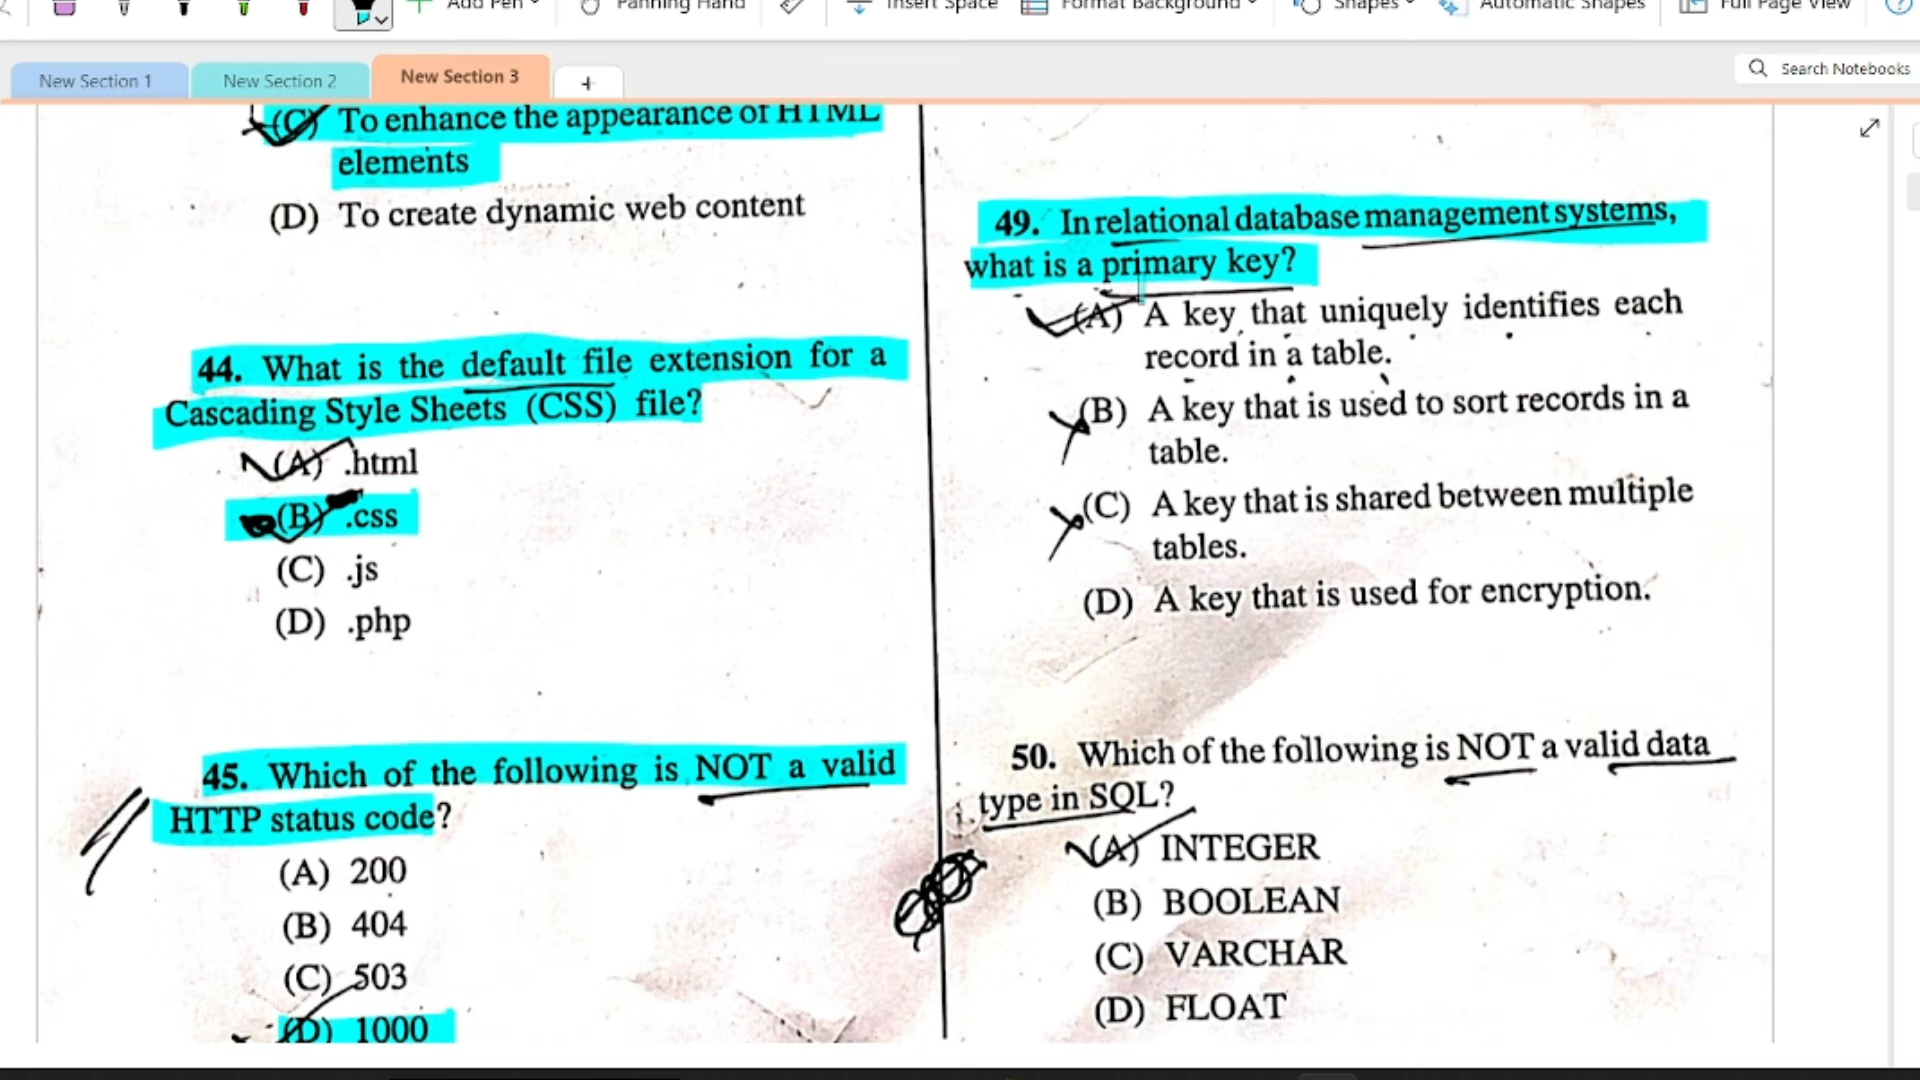 Add Pen
Panning Hand
Insert Space
Format Background
Shapes
Automatic Shapes
Full Page View
New Section 1
New Section 2
New Section 3
+
Search Notebooks
(C) To enhance the appearance of HTML
elements
(D) To create dynamic web content
44. What is the default file extension for a
Cascading Style Sheets (CSS) file?
(A) .html
(B) .css
(C) .js
(D) .php
45. Which of the following is NOT a valid
HTTP status code?
(A) 200
(B) 404
(C) 503
(D) 1000
49. In relational database management systems,
what is a primary key?
(A) A key that uniquely identifies each
record in a table.
(B) A key that is used to sort records in a
table.
(C) A key that is shared between multiple
tables.
(D) A key that is used for encryption.
50. Which of the following is NOT a valid data
type in SQL?
(A) INTEGER
(B) BOOLEAN
(C) VARCHAR
(D) FLOAT